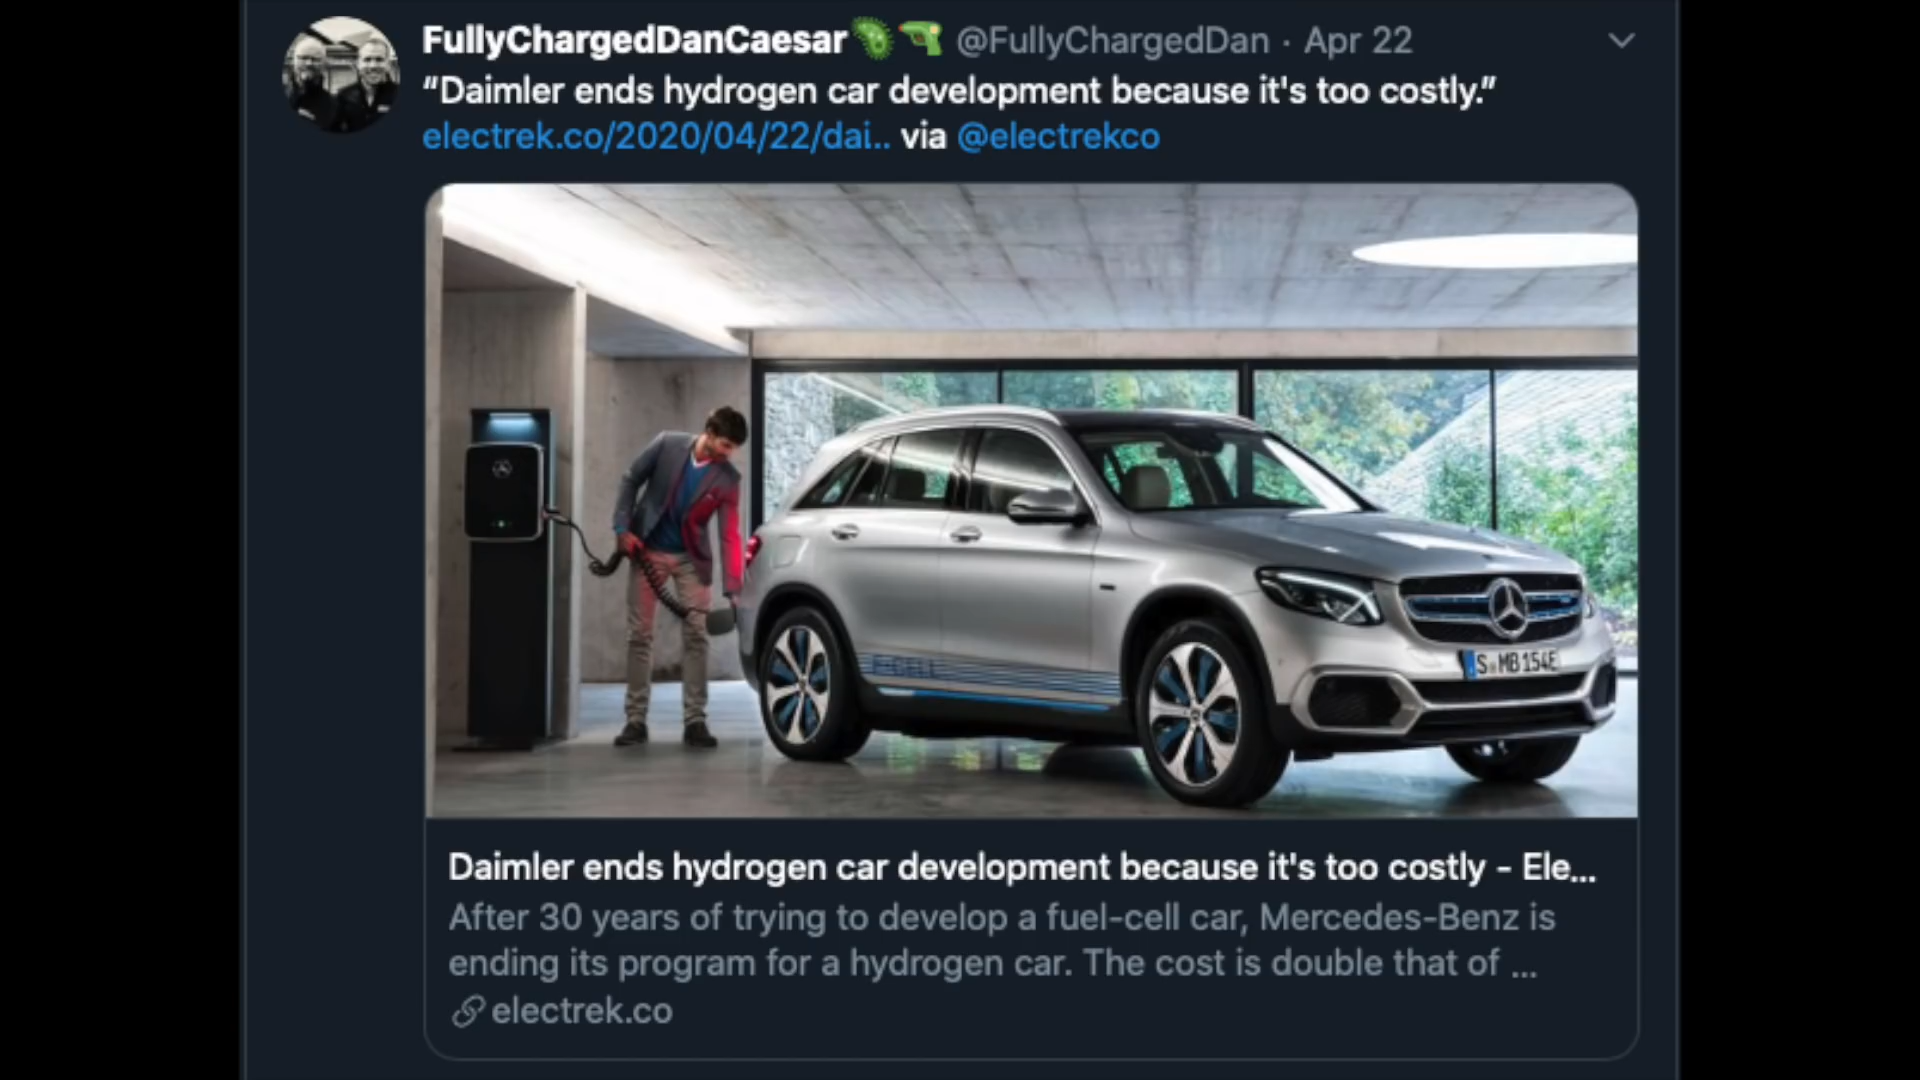 FullyChargedDanCaesar @FullyChargedDan · Apr 22
“Daimler ends hydrogen car development because it's too costly.”
electrek.co/2020/04/22/dai.. via @electrekco
F-CELL
S MB 154E
Daimler ends hydrogen car development because it's too costly - Ele...
After 30 years of trying to develop a fuel-cell car, Mercedes-Benz is
ending its program for a hydrogen car. The cost is double that of ...
electrek.co